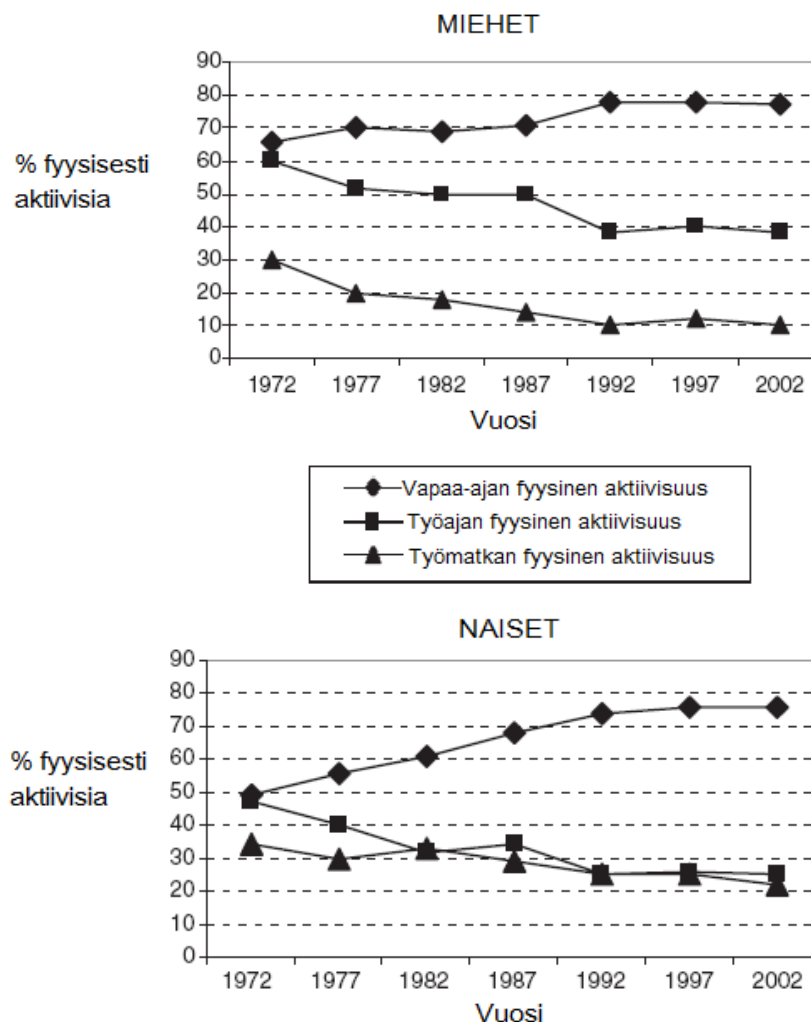 MIEHET
90
80
70
60
50
40
30
20
10
0
% fyysisesti
aktiivisia
1972 1977 1982 1987 1992 1997 2002
Vuosi
Vapaa-ajan fyysinen aktiivisuus
Työajan fyysinen aktiivisuus
Työmatkan fyysinen aktiivisuus
NAISET
90
80
70
60
50
40
30
20
10
0
% fyysisesti
aktiivisia
1972 1977 1982 1987 1992 1997 2002
Vuosi